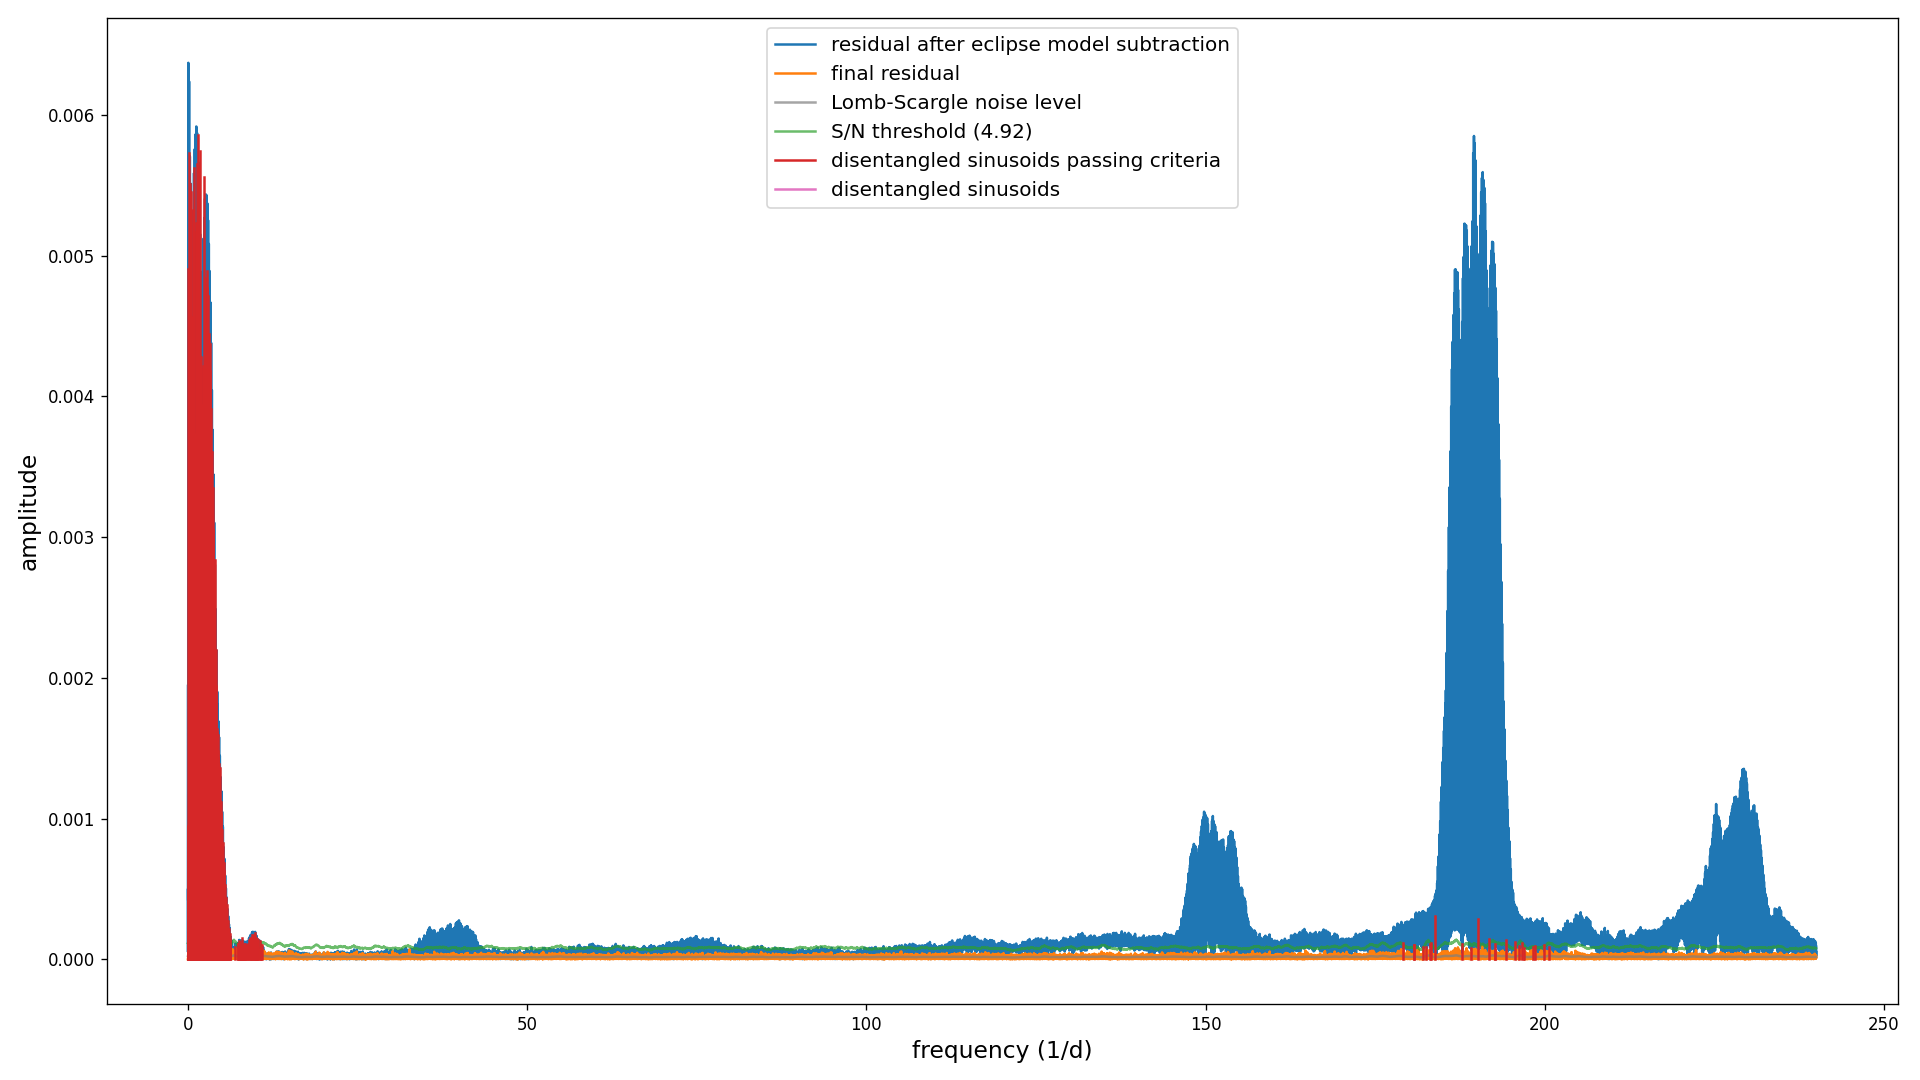 residual after eclipse model subtraction
final residual
Lomb-Scargle noise level
S/N threshold (4.92)
disentangled sinusoids passing criteria
disentangled sinusoids
0.006
0.005
0.004
0.003
0.002
0.001
0.000
amplitude
0 50 100 150 200 250
frequency (1/d)